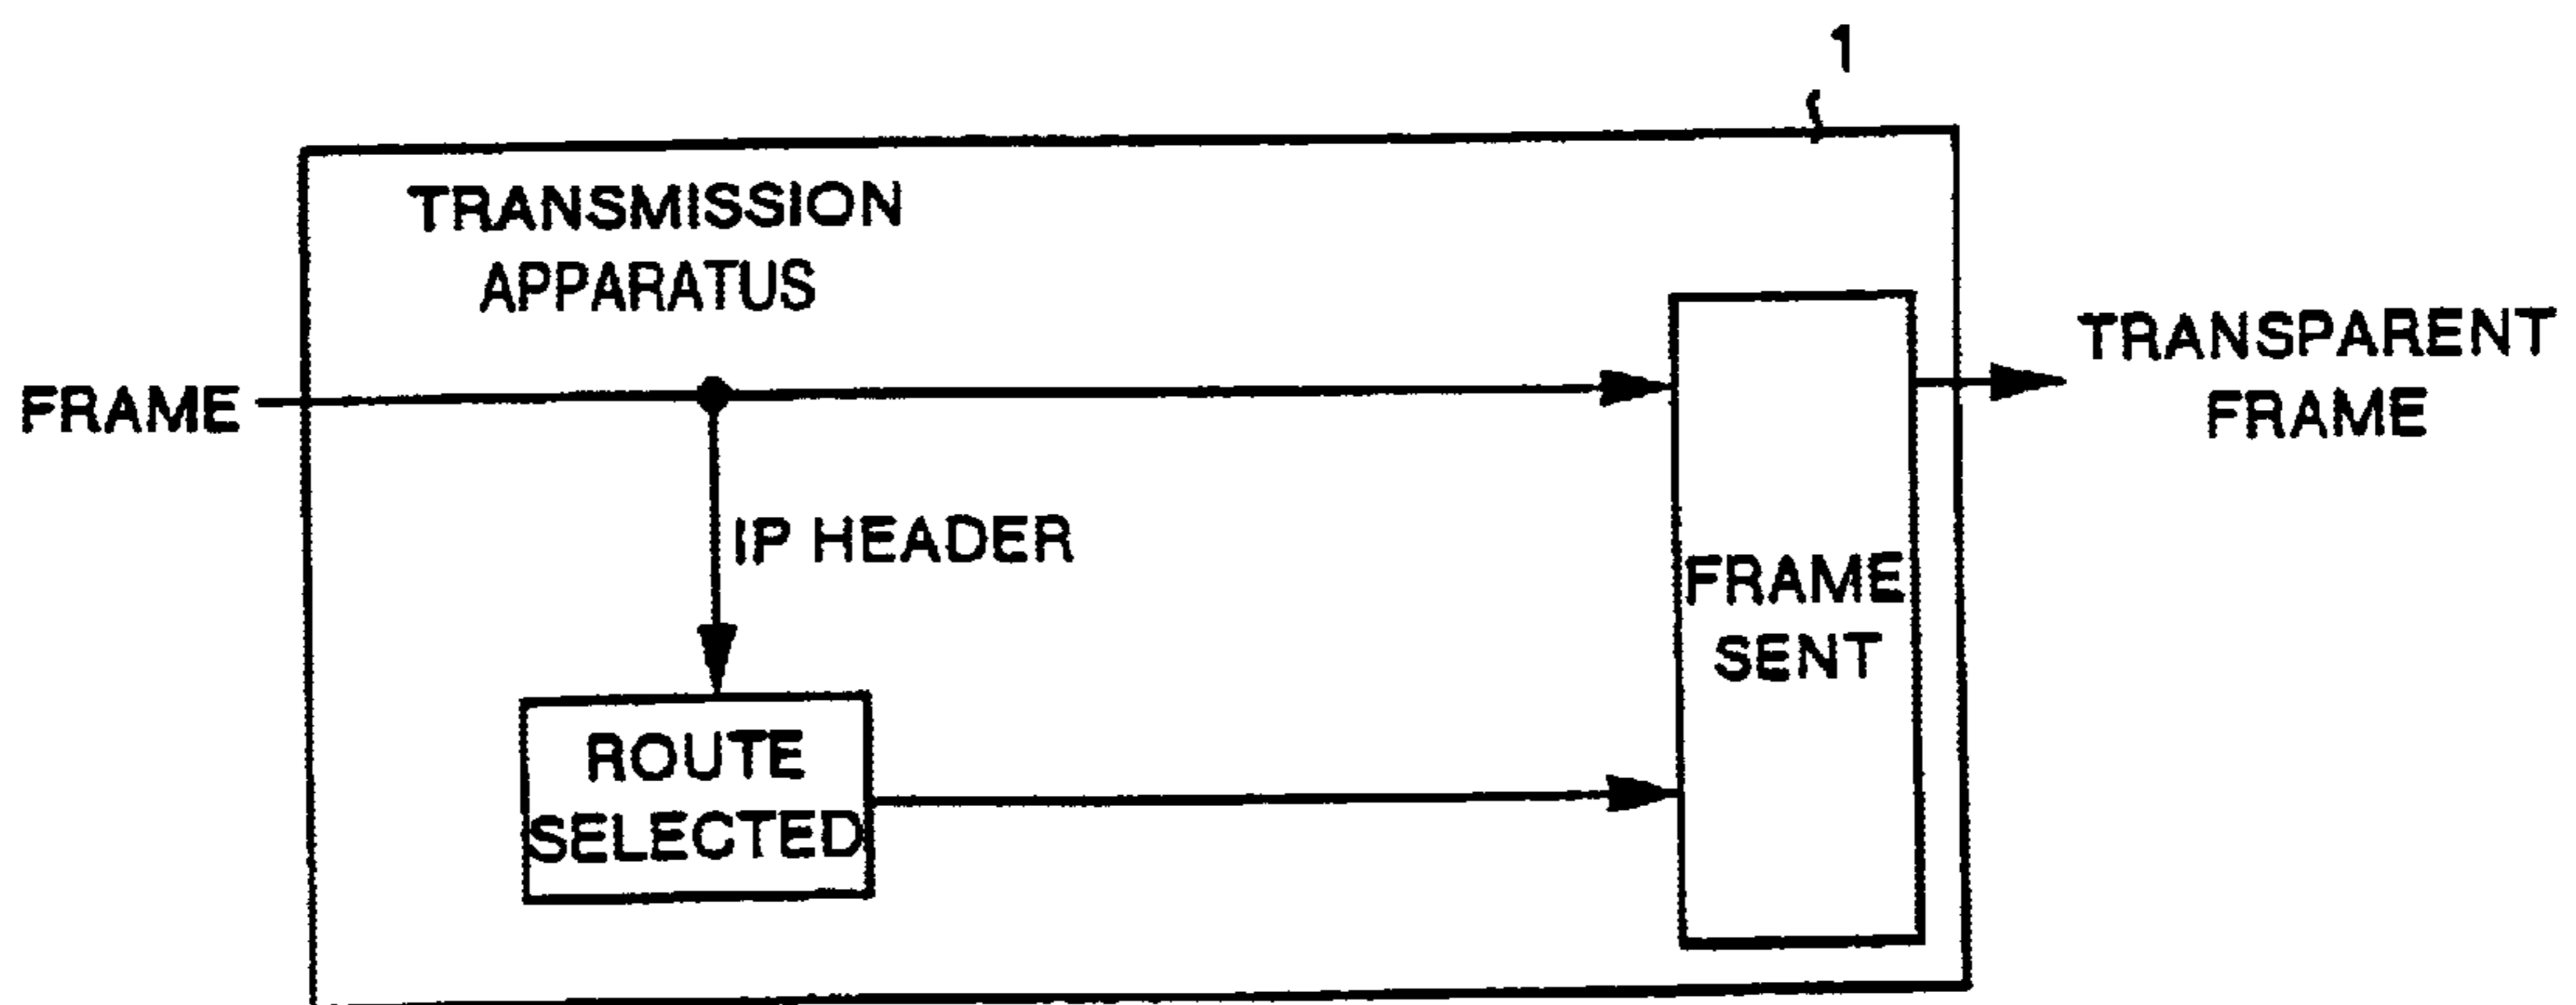 1
TRANSMISSION
APPARATUS
FRAME
TRANSPARENT
FRAME
IP HEADER
FRAME
SENT
ROUTE
SELECTED